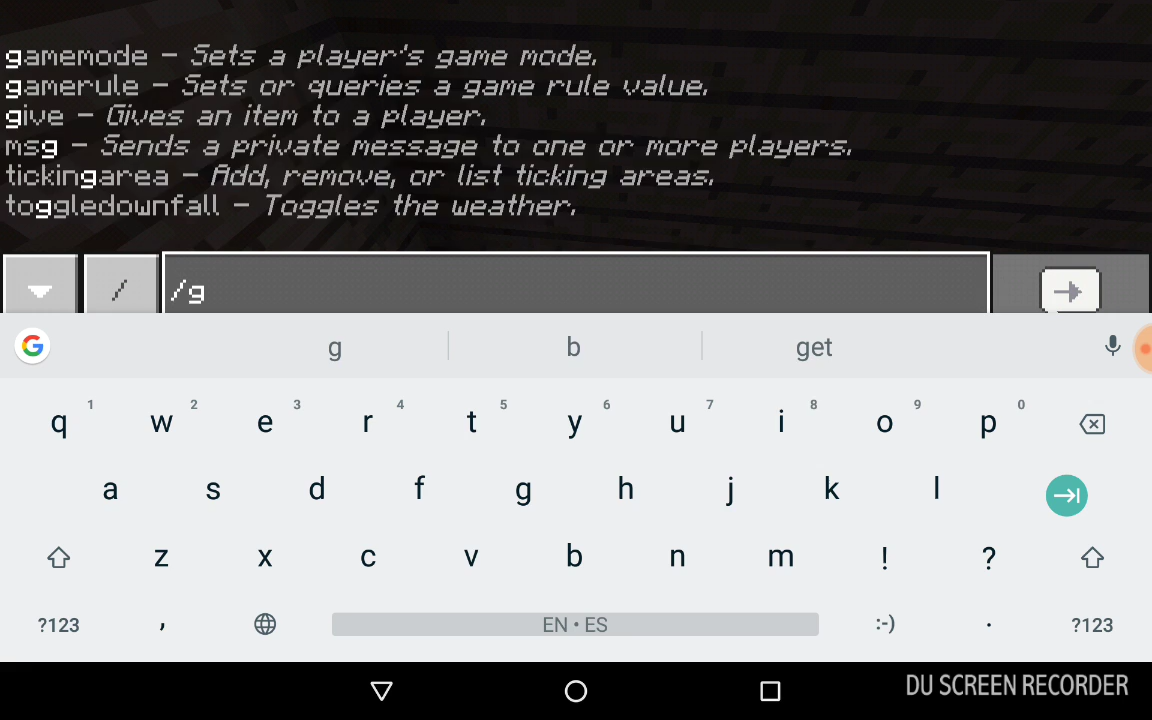 gamemode – Sets a player's game mode.
gamerule – Sets or queries a game rule value.
give – Gives an item to a player.
msg – Sends a private message to one or more players.
tickingarea – Add, remove, or list ticking areas.
toggledownfall – Toggles the weather.
/ /g
G g b get
q 1 w 2 e 3 r 4 t 5 y 6 u 7 i 8 o 9 p 0
a s d f g h j k l
z x c v b n m ! ?
?123 , EN • ES :-) . ?123
DU SCREEN RECORDER